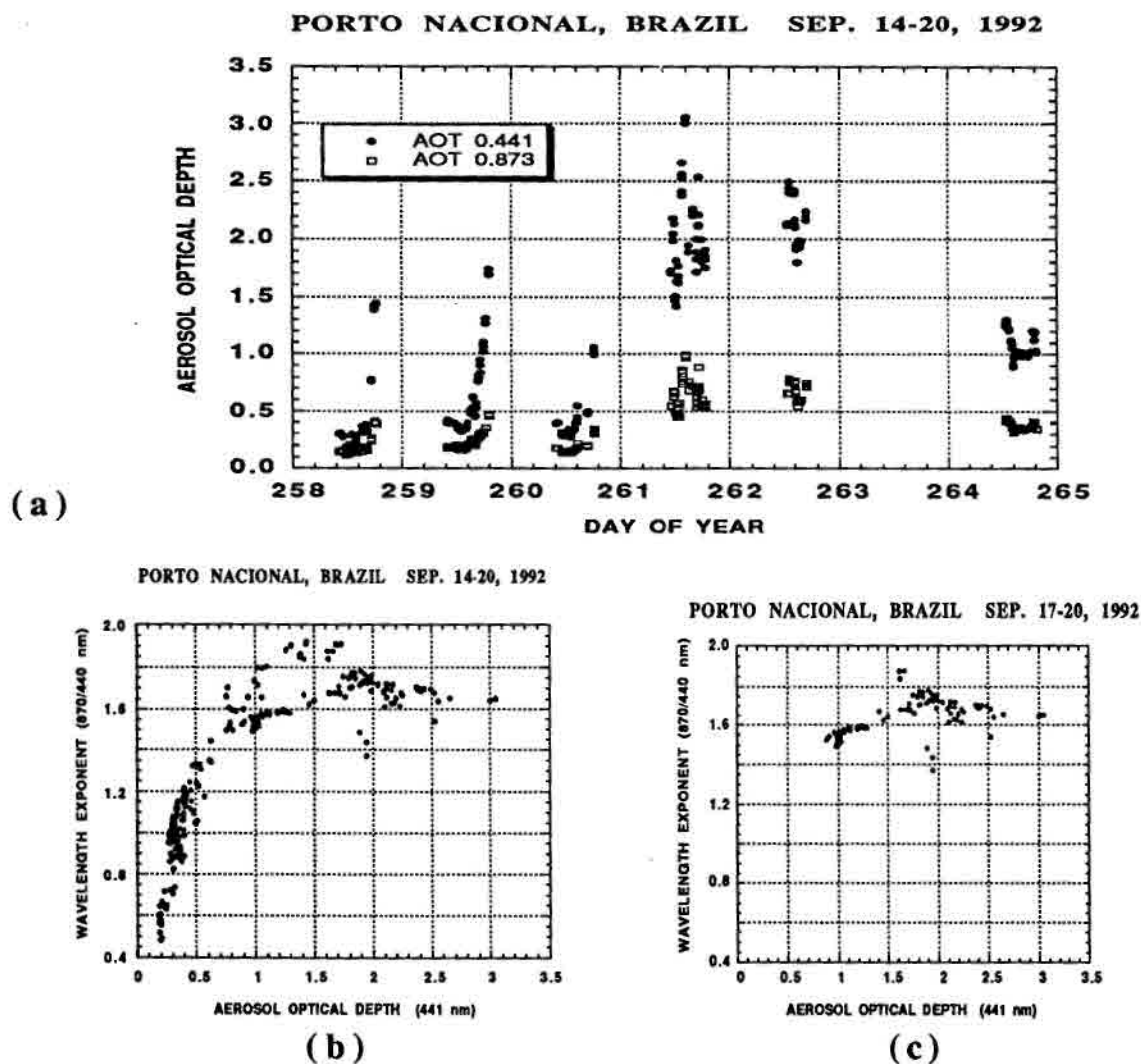 PORTO NACIONAL, BRAZIL SEP. 14-20, 1992
3.5
3.0
2.5
2.0
1.5
1.0
0.5
0.0
AEROSOL OPTICAL DEPTH
AOT 0.441
AOT 0.873
258 259 260 261 262 263 264 265
DAY OF YEAR
(a)
PORTO NACIONAL, BRAZIL SEP. 14-20, 1992
2.0
1.6
1.2
0.8
0.4
WAVELENGTH EXPONENT (870/440 nm)
0 0.5 1 1.5 2 2.5 3 3.5
AEROSOL OPTICAL DEPTH (441 nm)
(b)
PORTO NACIONAL, BRAZIL SEP. 17-20, 1992
2.0
1.6
1.2
0.8
0.4
WAVELENGTH EXPONENT (870/440 nm)
0 0.5 1 1.5 2 2.5 3 3.5
AEROSOL OPTICAL DEPTH (441 nm)
(c)